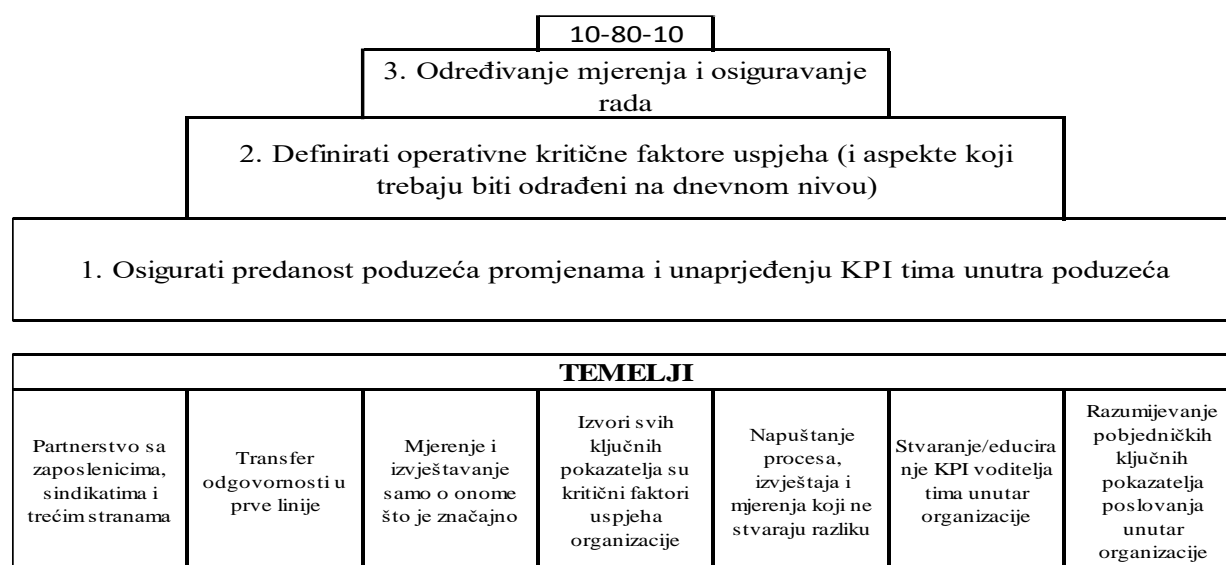 10-80-10
3. Određivanje mjerenja i osiguravanje
rada
2. Definirati operativne kritične faktore uspjeha (i aspekte koji
trebaju biti odrađeni na dnevnom nivou)
1. Osigurati predanost poduzeća promjenama i unaprjeđenju KPI tima unutra poduzeća
TEMELJI
Partnerstvo sa
zaposlenicima,
sindikatima i
trećim stranama
Transfer
odgovornosti u
prve linije
Mjerenje i
izvještavanje
samo o onome
što je značajno
Izvori svih
ključnih
pokazatelja su
kritični faktori
uspjeha
organizacije
Napuštanje
procesa,
izvještaja i
mjerenja koji ne
stvaraju razliku
Stvaranje/educira
nje KPI voditelja
tima unutar
organizacije
Razumijevanje
pobjedničkih
ključnih
pokazatelja
poslovanja
unutar
organizacije